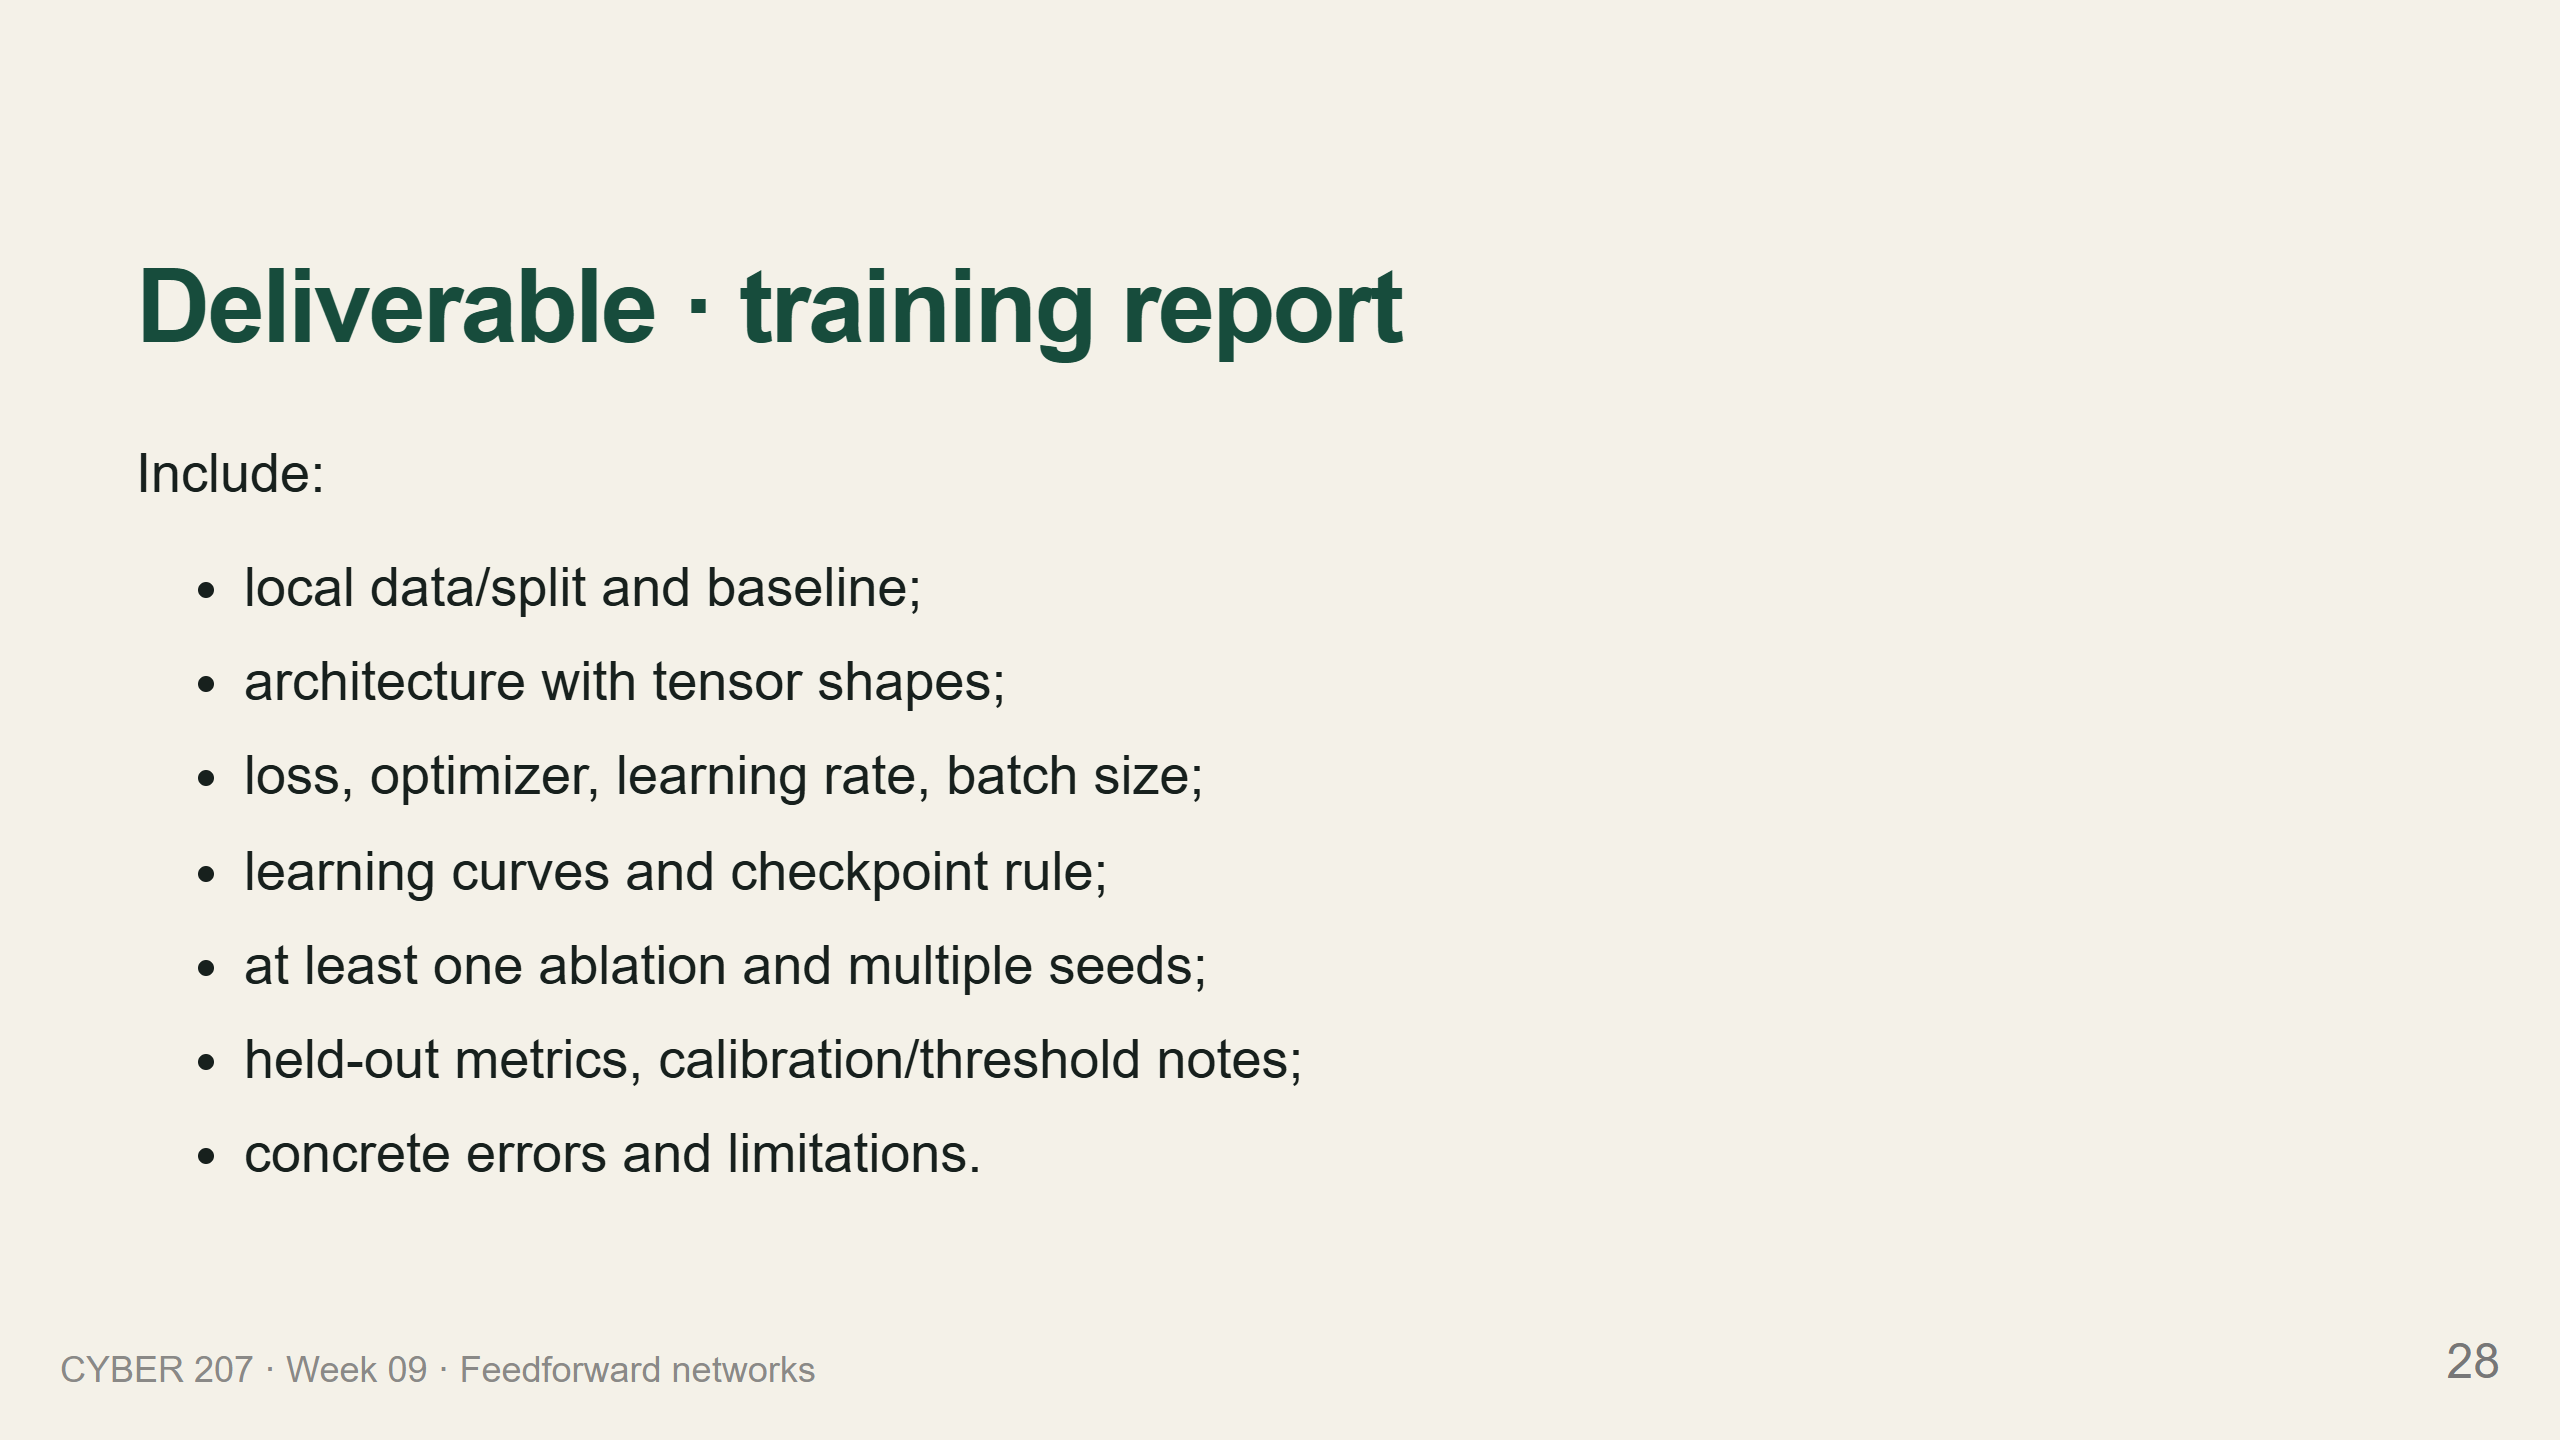 Deliverable · training report
Include:
• local data/split and baseline;
• architecture with tensor shapes;
• loss, optimizer, learning rate, batch size;
• learning curves and checkpoint rule;
• at least one ablation and multiple seeds;
• held-out metrics, calibration/threshold notes;
• concrete errors and limitations.
CYBER 207 · Week 09 · Feedforward networks
28